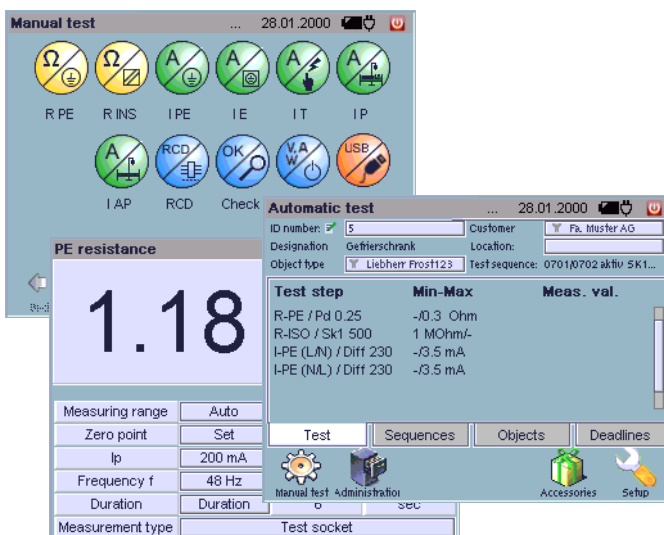 Manual test ... 28.01.2000
Ω Ω A A A A
R PE R INS I PE I E I T I P
A RCD OK V,A W USB
I AP RCD Check
PE resistance
1.18
Measuring range Auto
Zero point Set
Ip 200 mA
Frequency f 48 Hz
Duration Duration 6 sec
Measurement type Test socket
Automatic test ... 28.01.2000
ID number: 5 Customer Fa. Muster AG
Designation Gefrierschrank Location:
Object type Liebherr Frost123 Test sequence: 0701/0702 aktiv SK1...
Test step Min-Max Meas. val.
R-PE / Pd 0.25 -/0.3 Ohm
R-ISO / Sk1 500 1 MOhm/-
I-PE (L/N) / Diff 230 -/3.5 mA
I-PE (N/L) / Diff 230 -/3.5 mA
Test Sequences Objects Deadlines
Manual test Administration Accessories Setup